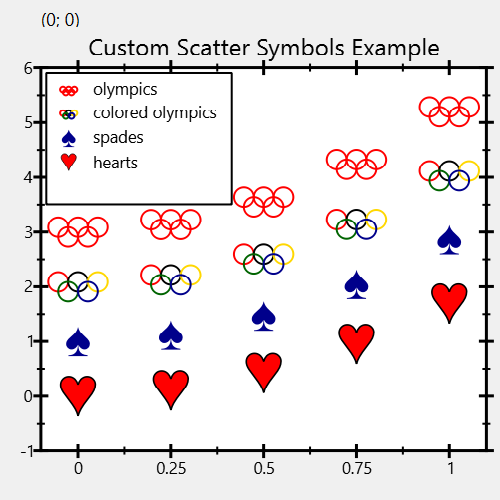 (0; 0)
Custom Scatter Symbols Example
6
olympics
colored olympics
5
spades
hearts
4
3
2
1
0
-1
0 0.25 0.5 0.75 1